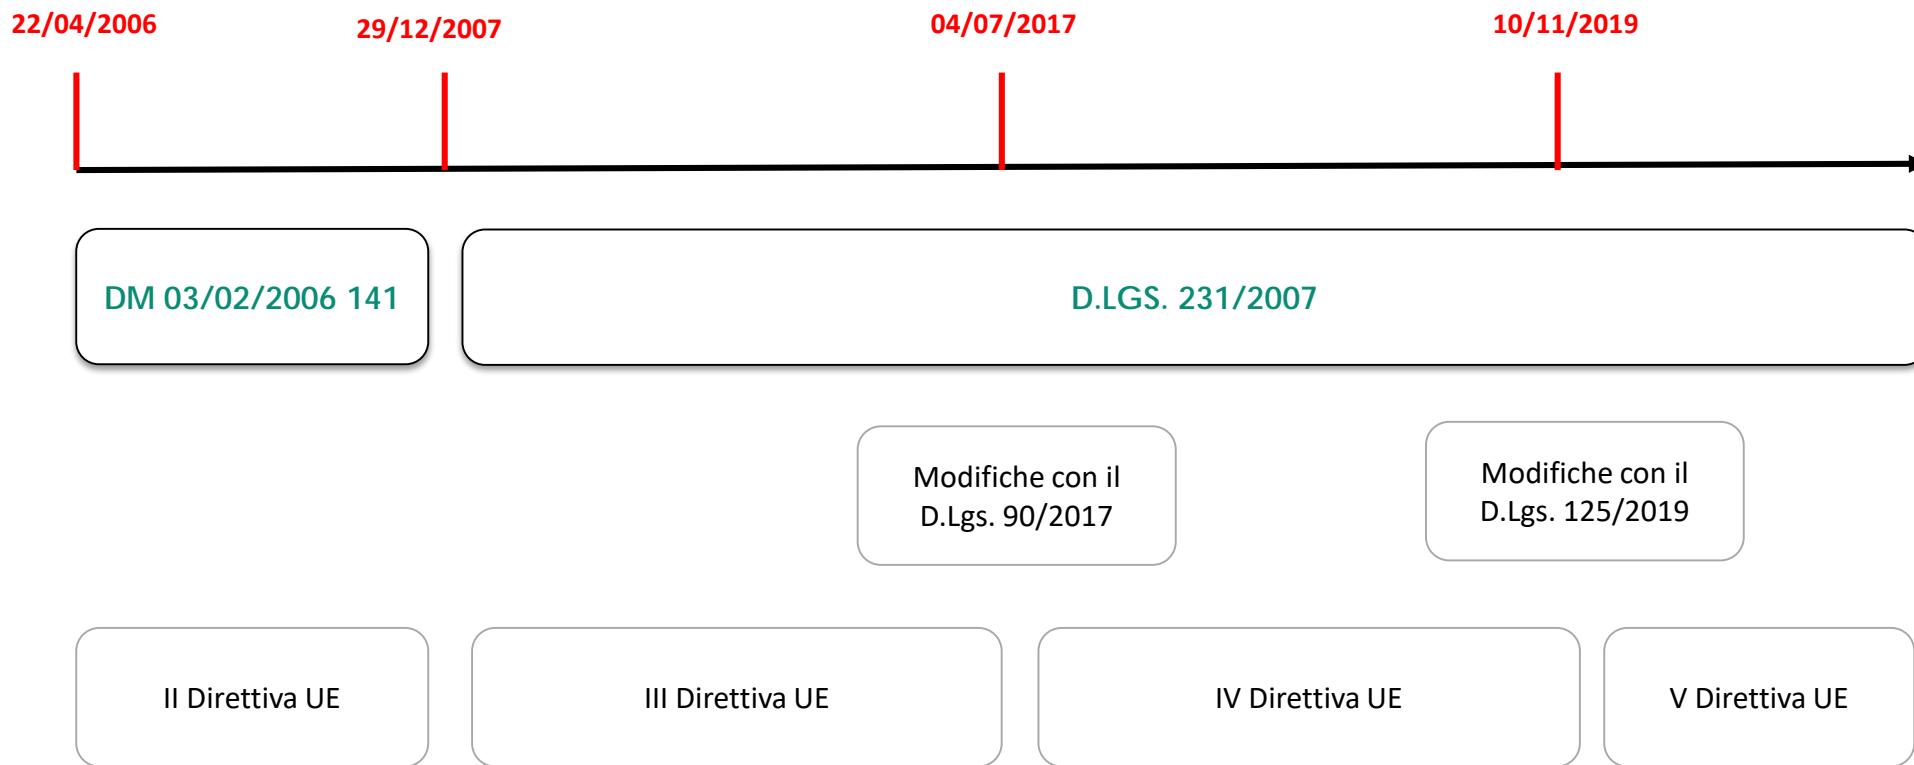 22/04/2006
29/12/2007
04/07/2017
10/11/2019
DM 03/02/2006 141
D.LGS. 231/2007
Modifiche con il
D.Lgs. 90/2017
Modifiche con il
D.Lgs. 125/2019
II Direttiva UE
III Direttiva UE
IV Direttiva UE
V Direttiva UE